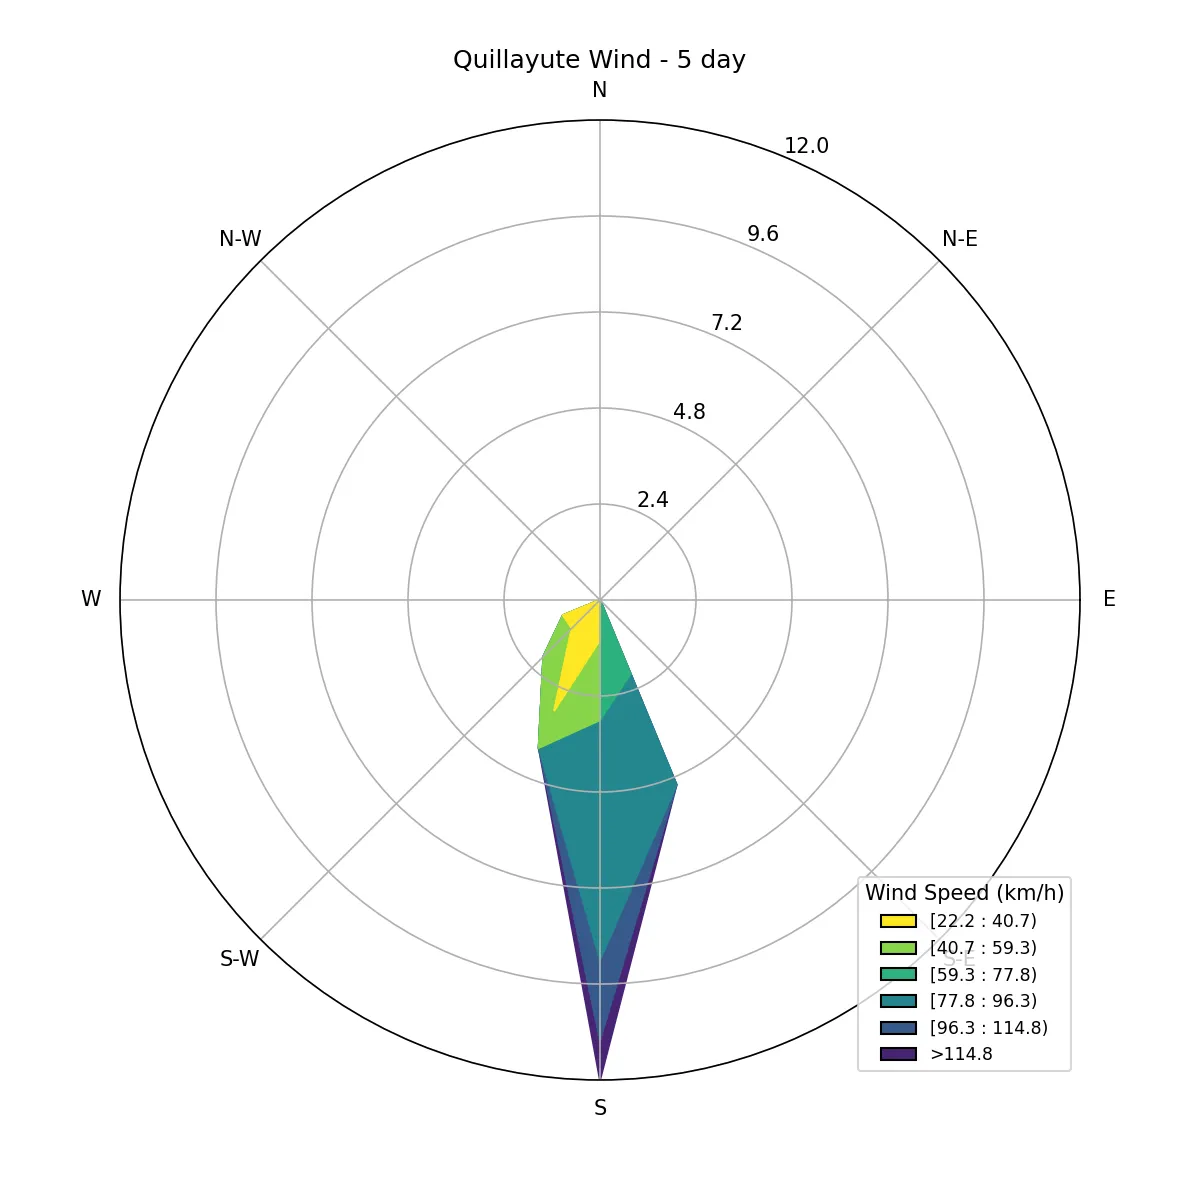 Quillayute Wind - 5 day
N
12.0
N-W
9.6
N-E
7.2
4.8
2.4
W
E
S-W
S-E
Wind Speed (km/h)
[22.2 : 40.7)
[40.7 : 59.3)
[59.3 : 77.8)
[77.8 : 96.3)
[96.3 : 114.8)
>114.8
S